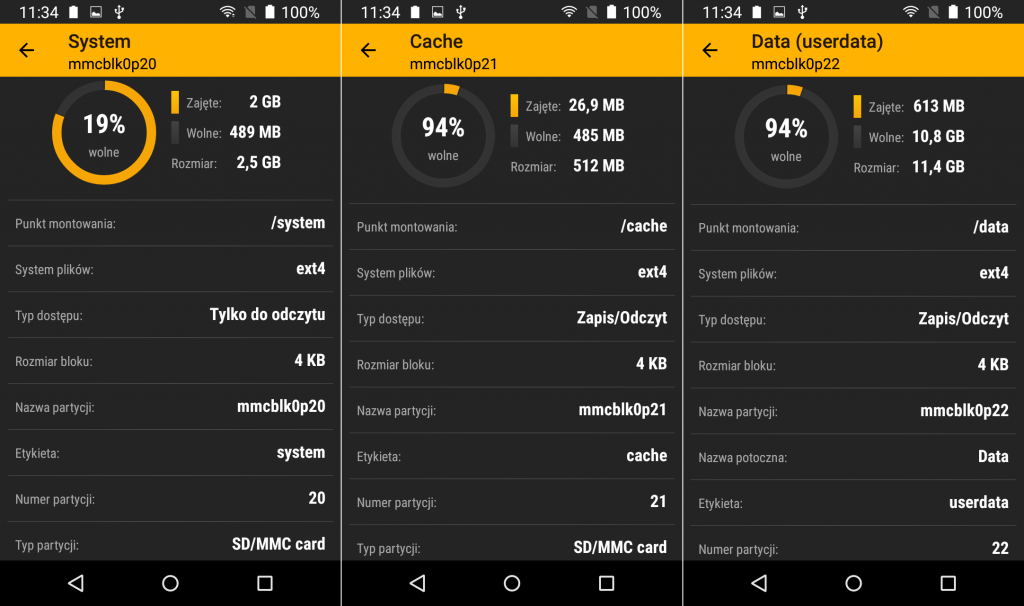 11:34 100%
System
mmcblk0p20
19%
wolne
Zajęte: 2 GB
Wolne: 489 MB
Rozmiar: 2,5 GB
Punkt montowania: /system
System plików: ext4
Typ dostępu: Tylko do odczytu
Rozmiar bloku: 4 KB
Nazwa partycji: mmcblk0p20
Etykieta: system
Numer partycji: 20
Typ partycji: SD/MMC card
11:34 100%
Cache
mmcblk0p21
94%
wolne
Zajęte: 26,9 MB
Wolne: 485 MB
Rozmiar: 512 MB
Punkt montowania: /cache
System plików: ext4
Typ dostępu: Zapis/Odczyt
Rozmiar bloku: 4 KB
Nazwa partycji: mmcblk0p21
Etykieta: cache
Numer partycji: 21
Typ partycji: SD/MMC card
11:34 100%
Data (userdata)
mmcblk0p22
94%
wolne
Zajęte: 613 MB
Wolne: 10,8 GB
Rozmiar: 11,4 GB
Punkt montowania: /data
System plików: ext4
Typ dostępu: Zapis/Odczyt
Rozmiar bloku: 4 KB
Nazwa partycji: mmcblk0p22
Nazwa potoczna: Data
Etykieta: userdata
Numer partycji: 22